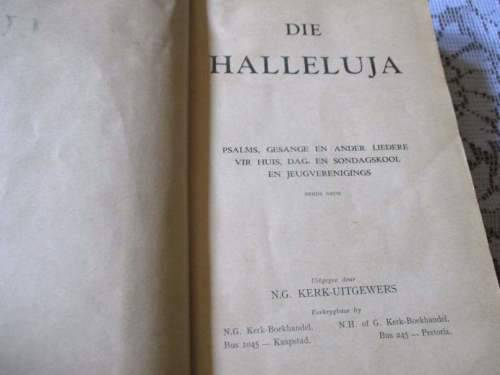 DIE
HALLELUJA
PSALMS, GESANGE EN ANDER LIEDERE
VIR HUIS, DAG- EN SONDAGSKOOL
EN JEUGVERENIGINGS
Uitgegee deur
N.G. KERK-UITGEWERS
Verkrygbaar by
N.G. Kerk-Boekhandel,
Bus 1045 — Kaapstad.
N.H. of G. Kerk-Boekhandel,
Bus 245 — Pretoria.